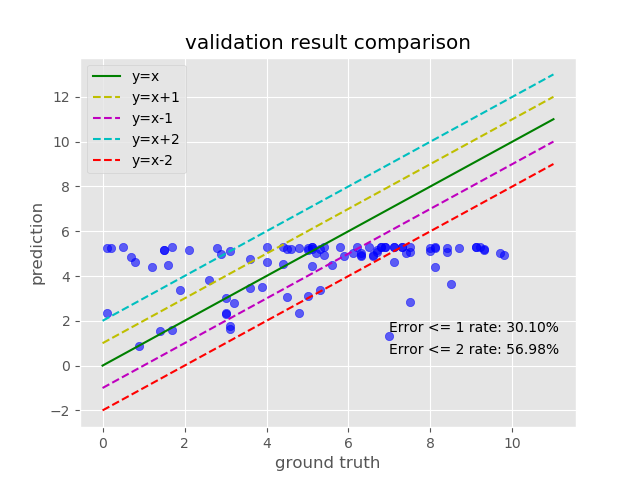 validation result comparison
y=x
y=x+1
y=x-1
y=x+2
y=x-2
12
10
8
6
4
2
0
−2
prediction
Error <= 1 rate: 30.10%
Error <= 2 rate: 56.98%
0 2 4 6 8 10
ground truth